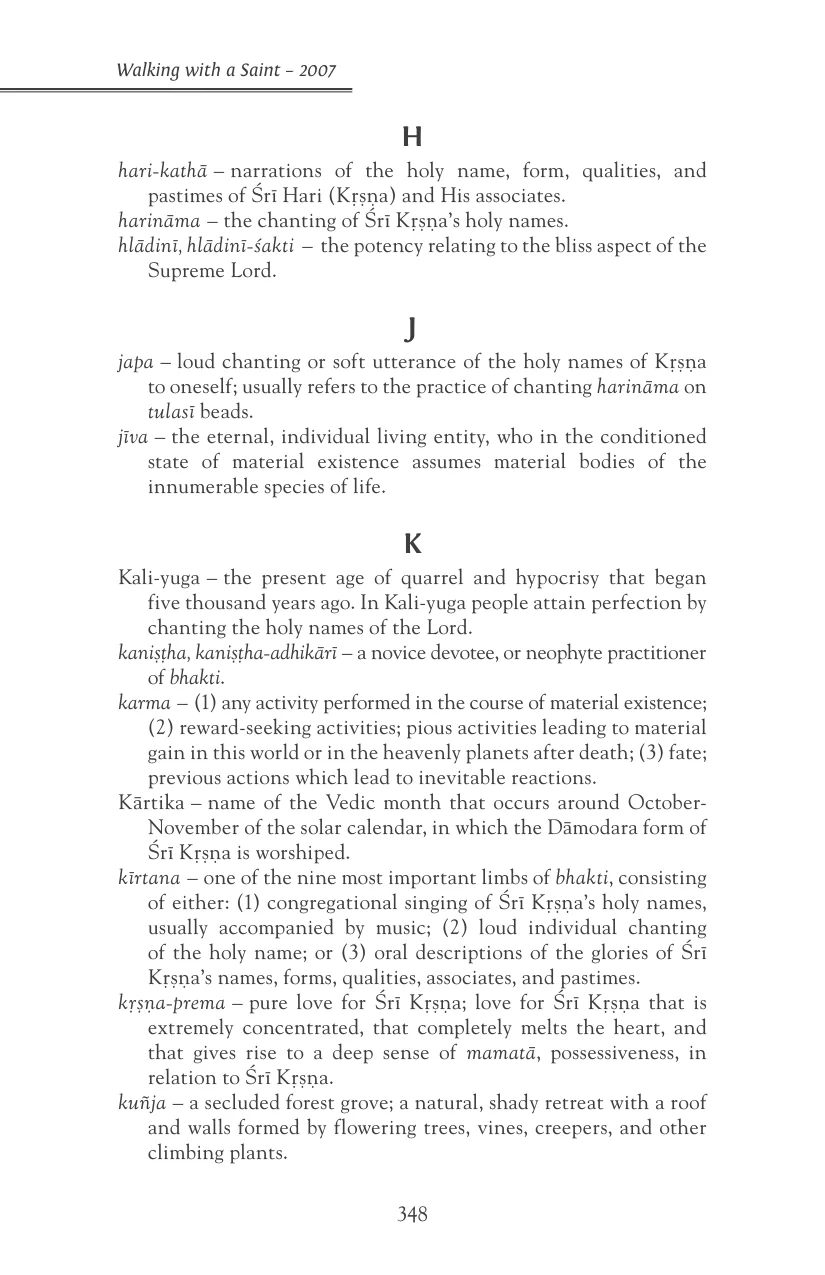 Walking with a Saint – 2007
H
hari-kathā – narrations of the holy name, form, qualities, and
pastimes of Śrī Hari (Kṛṣṇa) and His associates.
harināma – the chanting of Śrī Kṛṣṇa’s holy names.
hlādinī, hlādinī-śakti – the potency relating to the bliss aspect of the
Supreme Lord.
J
japa – loud chanting or soft utterance of the holy names of Kṛṣṇa
to oneself; usually refers to the practice of chanting harināma on
tulasī beads.
jīva – the eternal, individual living entity, who in the conditioned
state of material existence assumes material bodies of the
innumerable species of life.
K
Kali-yuga – the present age of quarrel and hypocrisy that began
five thousand years ago. In Kali-yuga people attain perfection by
chanting the holy names of the Lord.
kaniṣṭha, kaniṣṭha-adhikārī – a novice devotee, or neophyte practitioner
of bhakti.
karma – (1) any activity performed in the course of material existence;
(2) reward-seeking activities; pious activities leading to material
gain in this world or in the heavenly planets after death; (3) fate;
previous actions which lead to inevitable reactions.
Kārtika – name of the Vedic month that occurs around October-
November of the solar calendar, in which the Dāmodara form of
Śrī Kṛṣṇa is worshiped.
kīrtana – one of the nine most important limbs of bhakti, consisting
of either: (1) congregational singing of Śrī Kṛṣṇa’s holy names,
usually accompanied by music; (2) loud individual chanting
of the holy name; or (3) oral descriptions of the glories of Śrī
Kṛṣṇa’s names, forms, qualities, associates, and pastimes.
kṛṣṇa-prema – pure love for Śrī Kṛṣṇa; love for Śrī Kṛṣṇa that is
extremely concentrated, that completely melts the heart, and
that gives rise to a deep sense of mamatā, possessiveness, in
relation to Śrī Kṛṣṇa.
kuñja – a secluded forest grove; a natural, shady retreat with a roof
and walls formed by flowering trees, vines, creepers, and other
climbing plants.
348